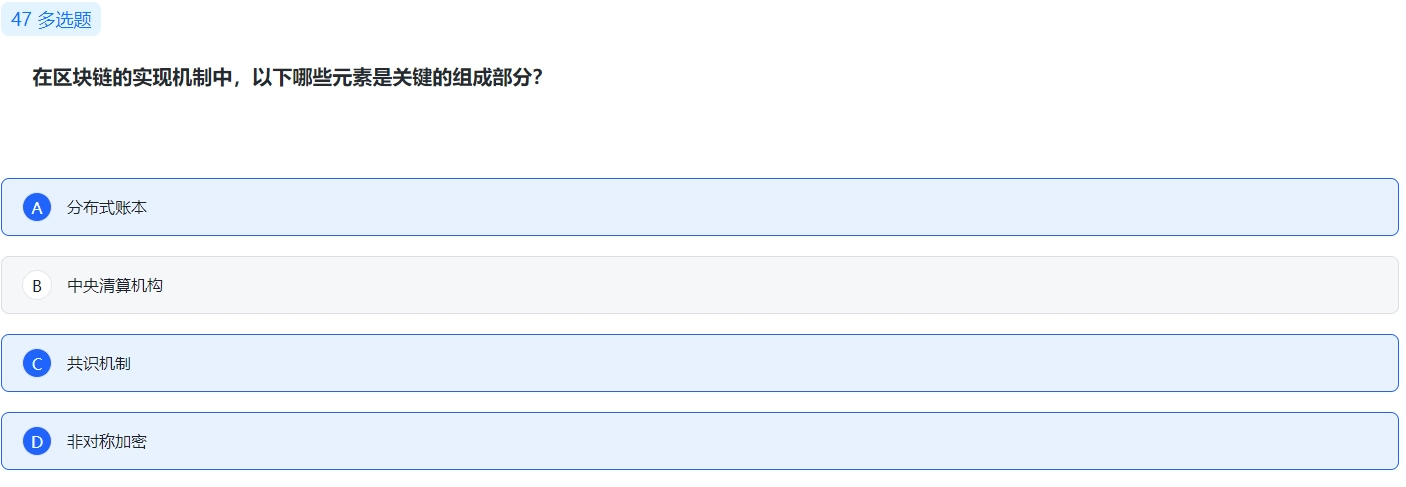 47 多选题
在区块链的实现机制中，以下哪些元素是关键的组成部分？
A 分布式账本
B 中央清算机构
C 共识机制
D 非对称加密